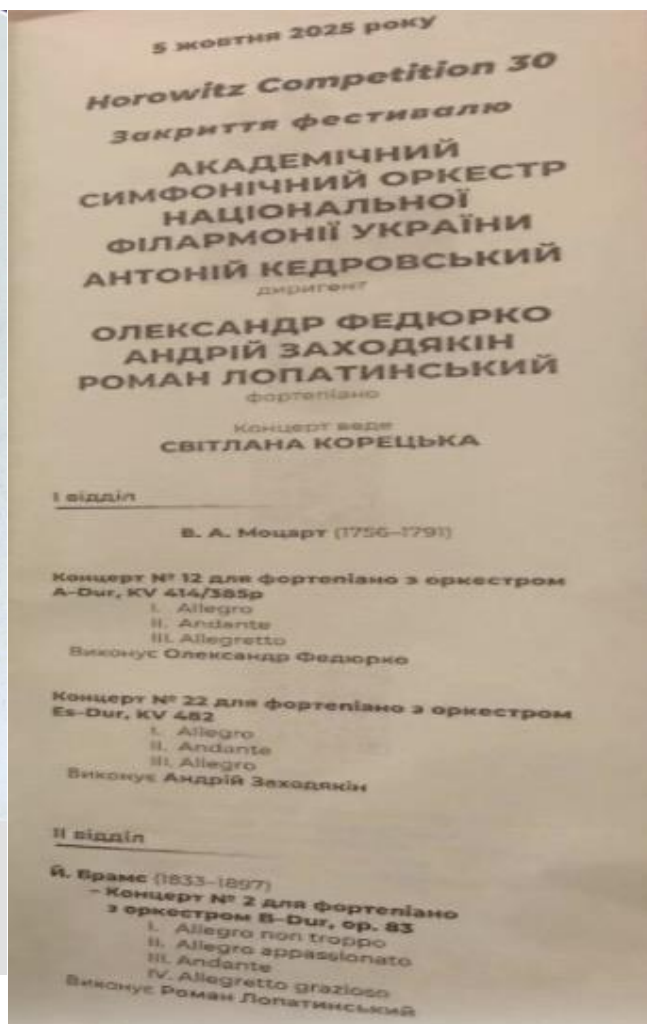 5 жовтня 2025 року
Horowitz Competition 30
Закриття фестивалю
АКАДЕМІЧНИЙ
СИМФОНІЧНИЙ ОРКЕСТР
НАЦІОНАЛЬНОЇ
ФІЛАРМОНІЇ УКРАЇНИ
АНТОНІЙ КЕДРОВСЬКИЙ
диригент
ОЛЕКСАНДР ФЕДЮРКО
АНДРІЙ ЗАХОДЯКІН
РОМАН ЛОПАТИНСЬКИЙ
фортепіано
Концерт веде
СВІТЛАНА КОРЕЦЬКА
І відділ
В. А. Моцарт (1756–1791)
Концерт № 12 для фортепіано з оркестром
A-Dur, KV 414/385p
I. Allegro
II. Andante
III. Allegretto
Виконує Олександр Федюрко
Концерт № 22 для фортепіано з оркестром
Es-Dur, KV 482
I. Allegro
II. Andante
III. Allegro
Виконує Андрій Заходякін
ІІ відділ
Й. Брамс (1833–1897)
– Концерт № 2 для фортепіано
з оркестром B-Dur, op. 83
I. Allegro non troppo
II. Allegro appassionato
III. Andante
IV. Allegretto grazioso
Виконує Роман Лопатинський